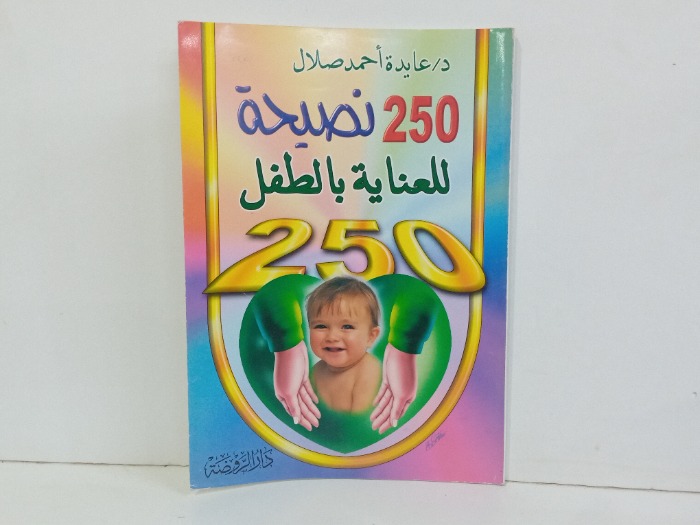 د/عايدة أحمد صلال
250 نصيحة
للعناية بالطفل
250
دار الروضة